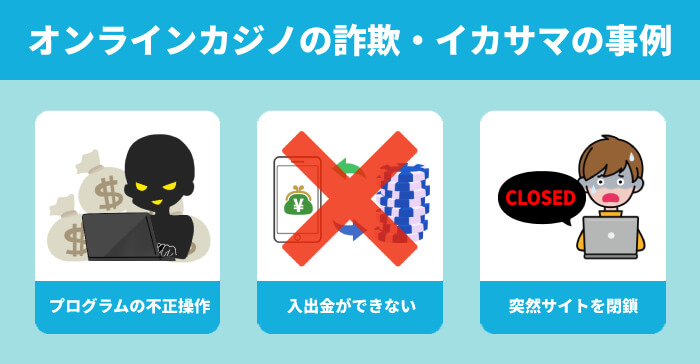 オンラインカジノの詐欺・イカサマの事例
$
$
$
$
¥
CLOSED
プログラムの不正操作
入出金ができない
突然サイトを閉鎖